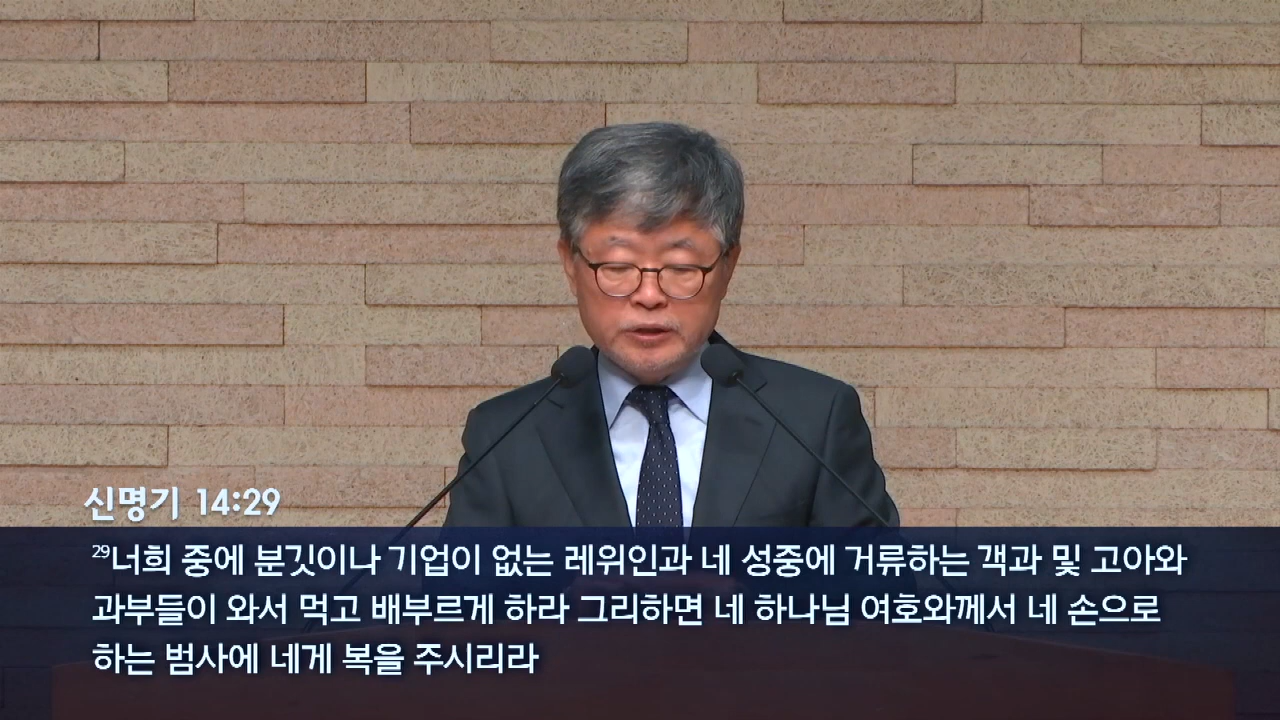 신명기 14:29
29너희 중에 분깃이나 기업이 없는 레위인과 네 성중에 거류하는 객과 및 고아와
과부들이 와서 먹고 배부르게 하라 그리하면 네 하나님 여호와께서 네 손으로
하는 범사에 네게 복을 주시리라